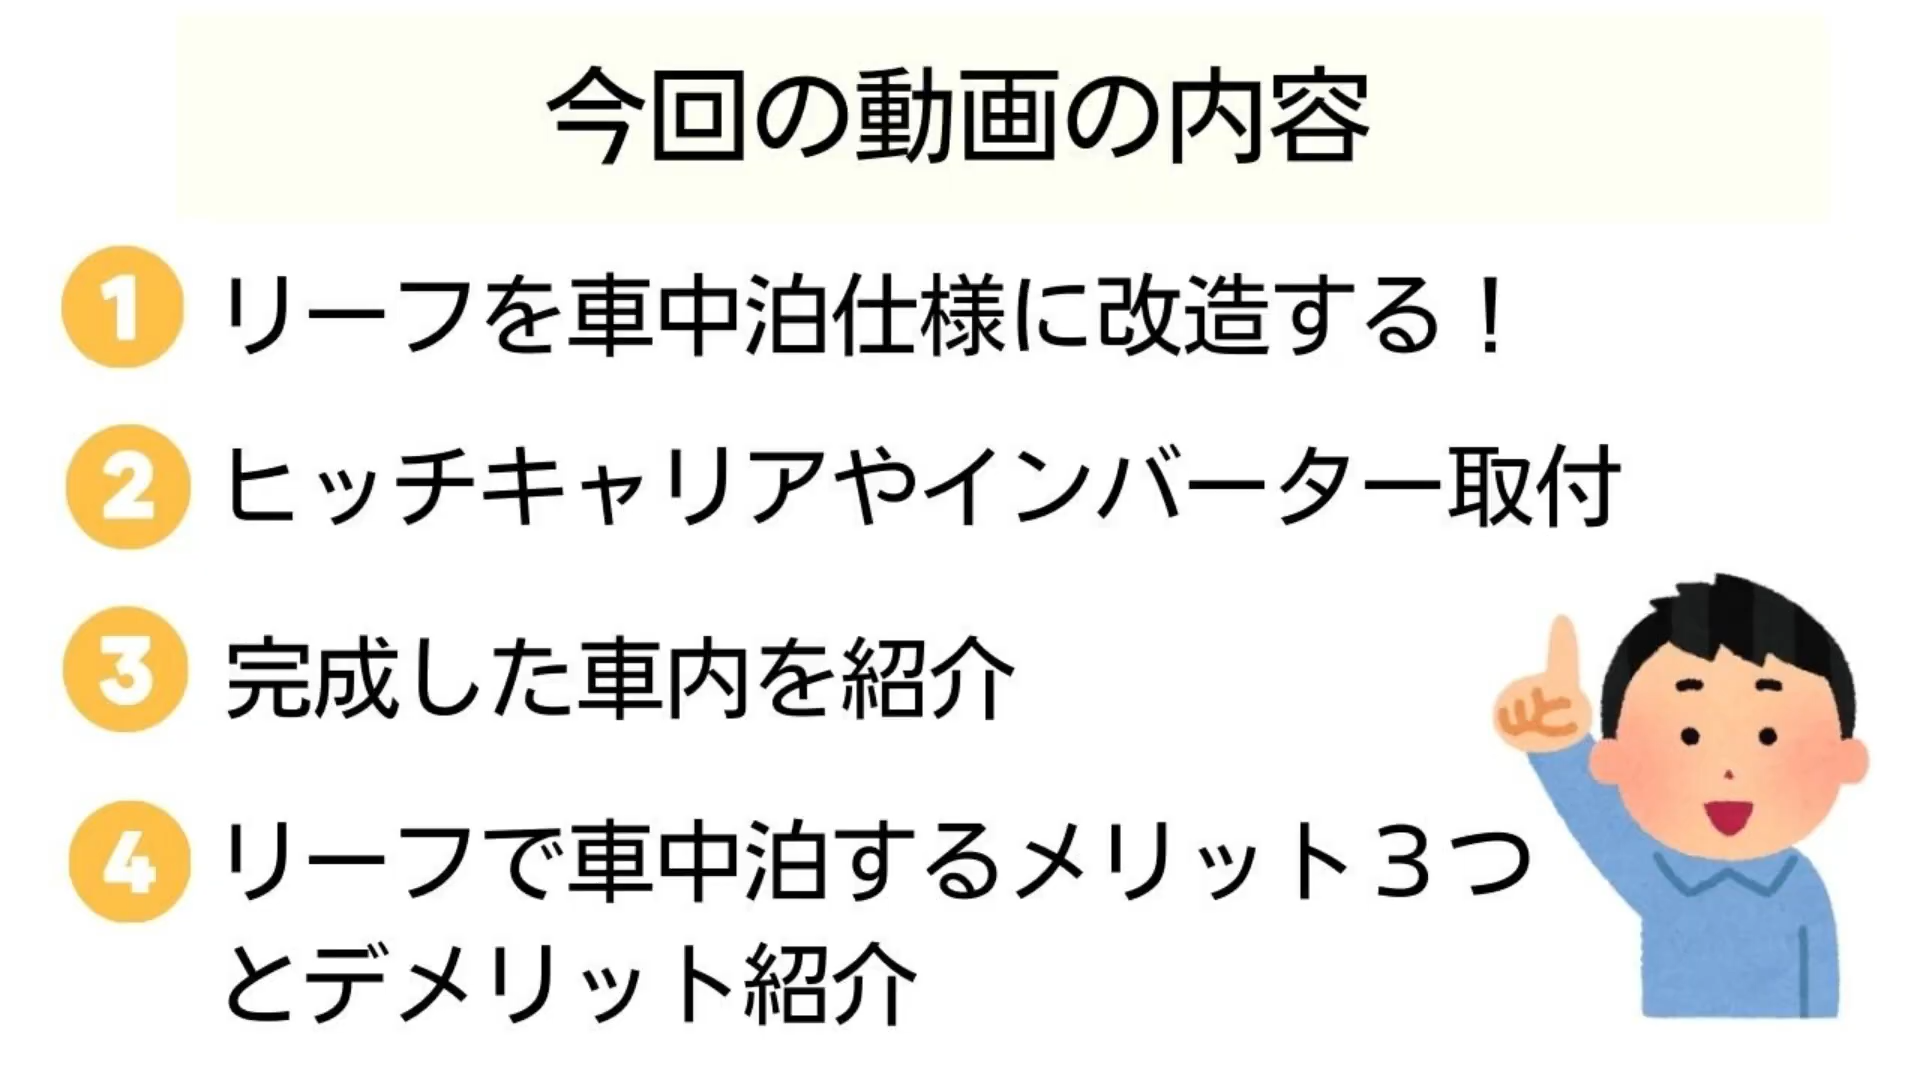 今回の動画の内容
1 リーフを車中泊仕様に改造する！
2 ヒッチキャリアやインバーター取付
3 完成した車内を紹介
4 リーフで車中泊するメリット３つ
とデメリット紹介